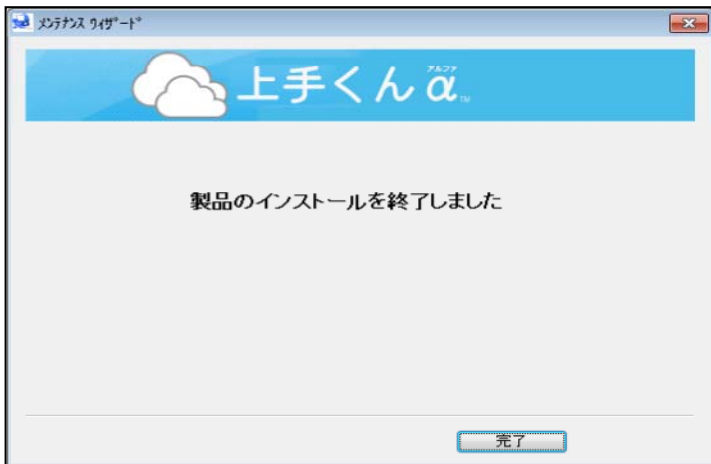 ﾒﾝﾃﾅﾝｽ ｳｨｻﾞｰﾄﾞ
アルファ
上手くんα™
製品のインストールを終了しました
完了